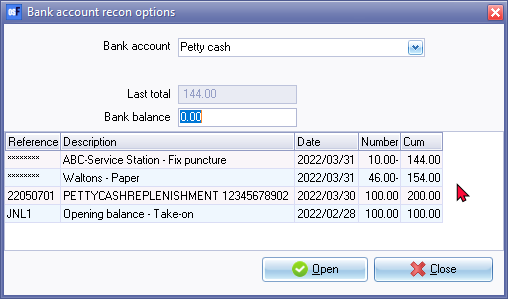 Bank account recon options
Bank account Petty cash
Last total 144.00
Bank balance 0.00
Reference Description Date Number Cum
******** ABC-Service Station - Fix puncture 2022/03/31 10.00- 144.00
******** Waltons - Paper 2022/03/31 46.00- 154.00
22050701 PETTYCASHREPLENISHMENT 12345678902 2022/03/30 100.00 200.00
JNL1 Opening balance - Take-on 2022/02/28 100.00 100.00
Open Close